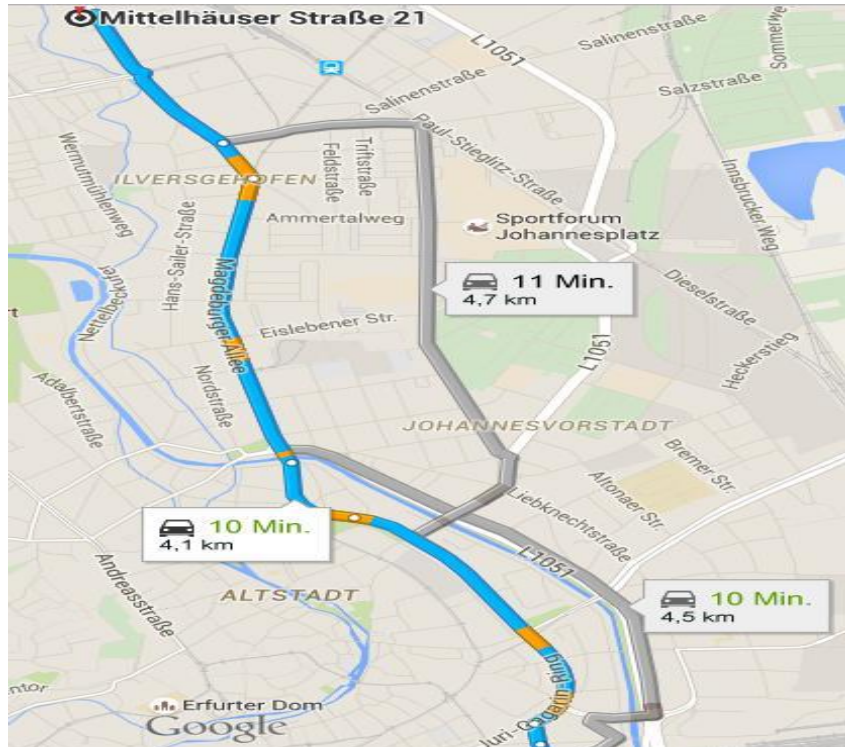 Mittelhäuser Straße 21
L1051
Salinenstraße
Sommerwe
Salinenstraße
Salzstraße
Paul-Stieglitz-Straße
Wermutmühlenweg
Triftstraße
Feldstraße
ILVERSGEHOFEN
Innsbrucker Weg
Ammertalweg
Sportforum
Johannesplatz
Hans-Sailer-Straße
Nettelbeckufer
11 Min.
4,7 km
Dieselstraße
Magdeburger Allee
rt
Eislebener Str.
L1051
Heckerstieg
Nordstraße
Adalbertstraße
JOHANNESVORSTADT
Bremer Str.
Altonaer Str.
Liebknechtstraße
10 Min.
4,1 km
L1051
Andreasstraße
ALTSTADT
10 Min.
4,5 km
Juri-Gagarin-Ring
entor
Erfurter Dom
Google